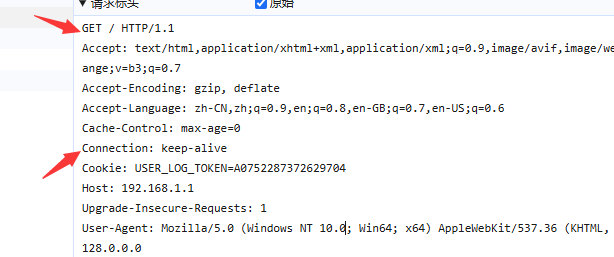 ▼ 请求标头 原始
GET / HTTP/1.1
Accept: text/html,application/xhtml+xml,application/xml;q=0.9,image/avif,image/we
ange;v=b3;q=0.7
Accept-Encoding: gzip, deflate
Accept-Language: zh-CN,zh;q=0.9,en;q=0.8,en-GB;q=0.7,en-US;q=0.6
Cache-Control: max-age=0
Connection: keep-alive
Cookie: USER_LOG_TOKEN=A0752287372629704
Host: 192.168.1.1
Upgrade-Insecure-Requests: 1
User-Agent: Mozilla/5.0 (Windows NT 10.0; Win64; x64) AppleWebKit/537.36 (KHTML,
128.0.0.0